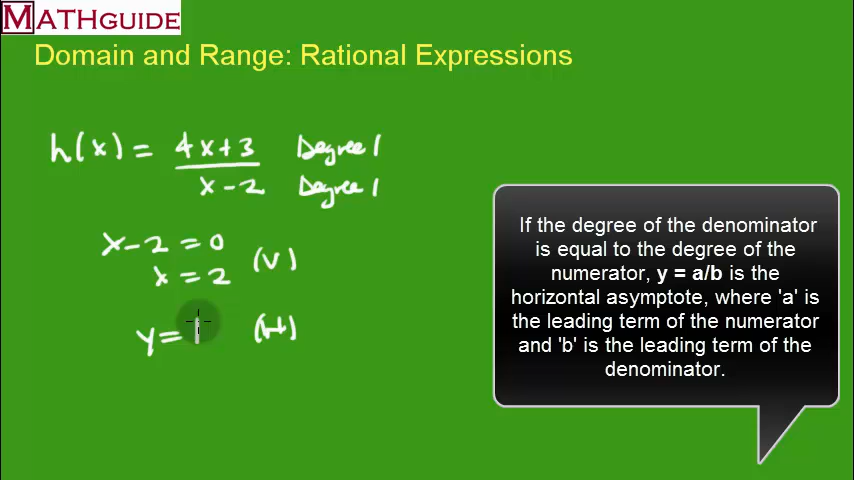 MATHGUIDE
Domain and Range: Rational Expressions
h(x) = 4x+3 Degree 1
x-2 Degree 1
x-2 = 0
x = 2 (V)
y = (H)
If the degree of the denominator
is equal to the degree of the
numerator, y = a/b is the
horizontal asymptote, where 'a' is
the leading term of the numerator
and 'b' is the leading term of the
denominator.